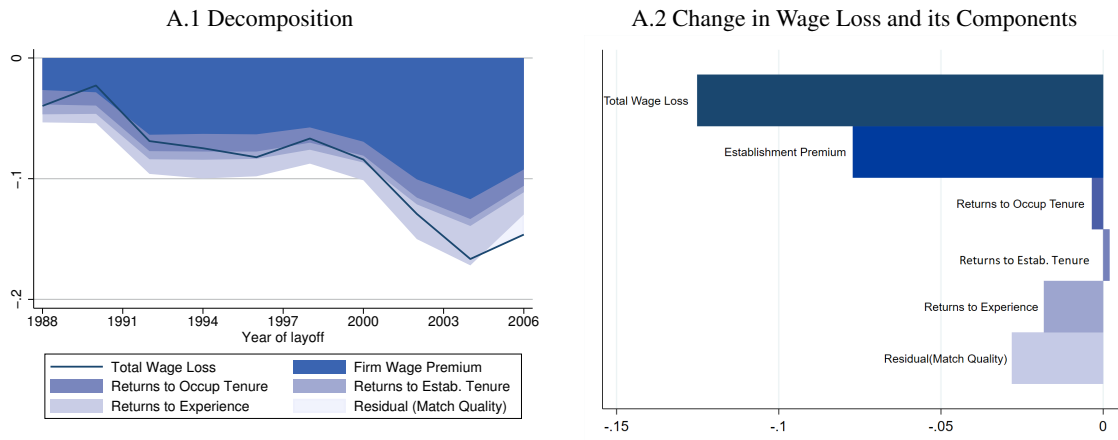 A.1 Decomposition
0
-.1
-.2
1988 1991 1994 1997 2000 2003 2006
Year of layoff
Total Wage Loss
Firm Wage Premium
Returns to Occup Tenure
Returns to Estab. Tenure
Returns to Experience
Residual (Match Quality)
A.2 Change in Wage Loss and its Components
Total Wage Loss
Establishment Premium
Returns to Occup Tenure
Returns to Estab. Tenure
Returns to Experience
Residual(Match Quality)
-.15 -.1 -.05 0